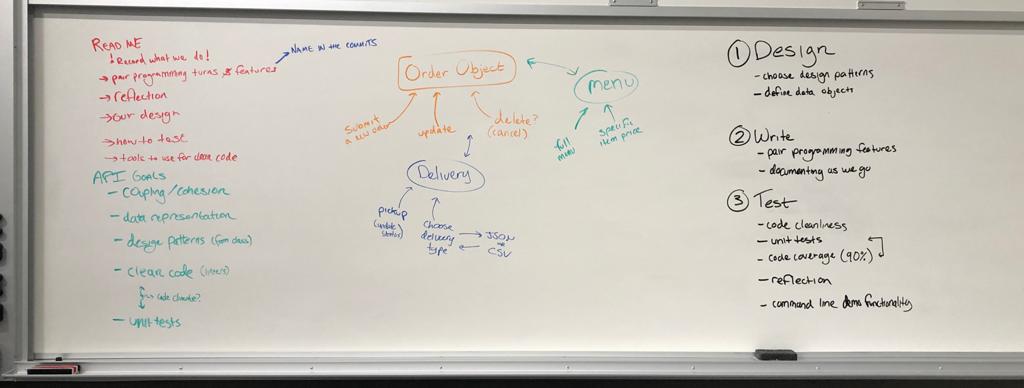 READ ME
! Record what we do!
→ pair programming turns & features
NAME IN THE COMMITS
→ reflection
→ our design
→ how to test
→ tools to use for clean code
API GOALS
- coupling/cohesion
- data representation
- design patterns (from class)
- clean code (linters)
→ code climate?
- unit tests
Order Object
submit
a new order
update
delete?
(cancel)
menu
full
menu
specific
item price
Delivery
pickup
(update
status)
choose
delivery
type
JSON
CSV
① Design
- choose design patterns
- define data objects
② Write
- pair programming features
- documenting as we go
③ Test
- code cleanliness
- unit tests
- code coverage (90%)
- reflection
- command line demo functionality